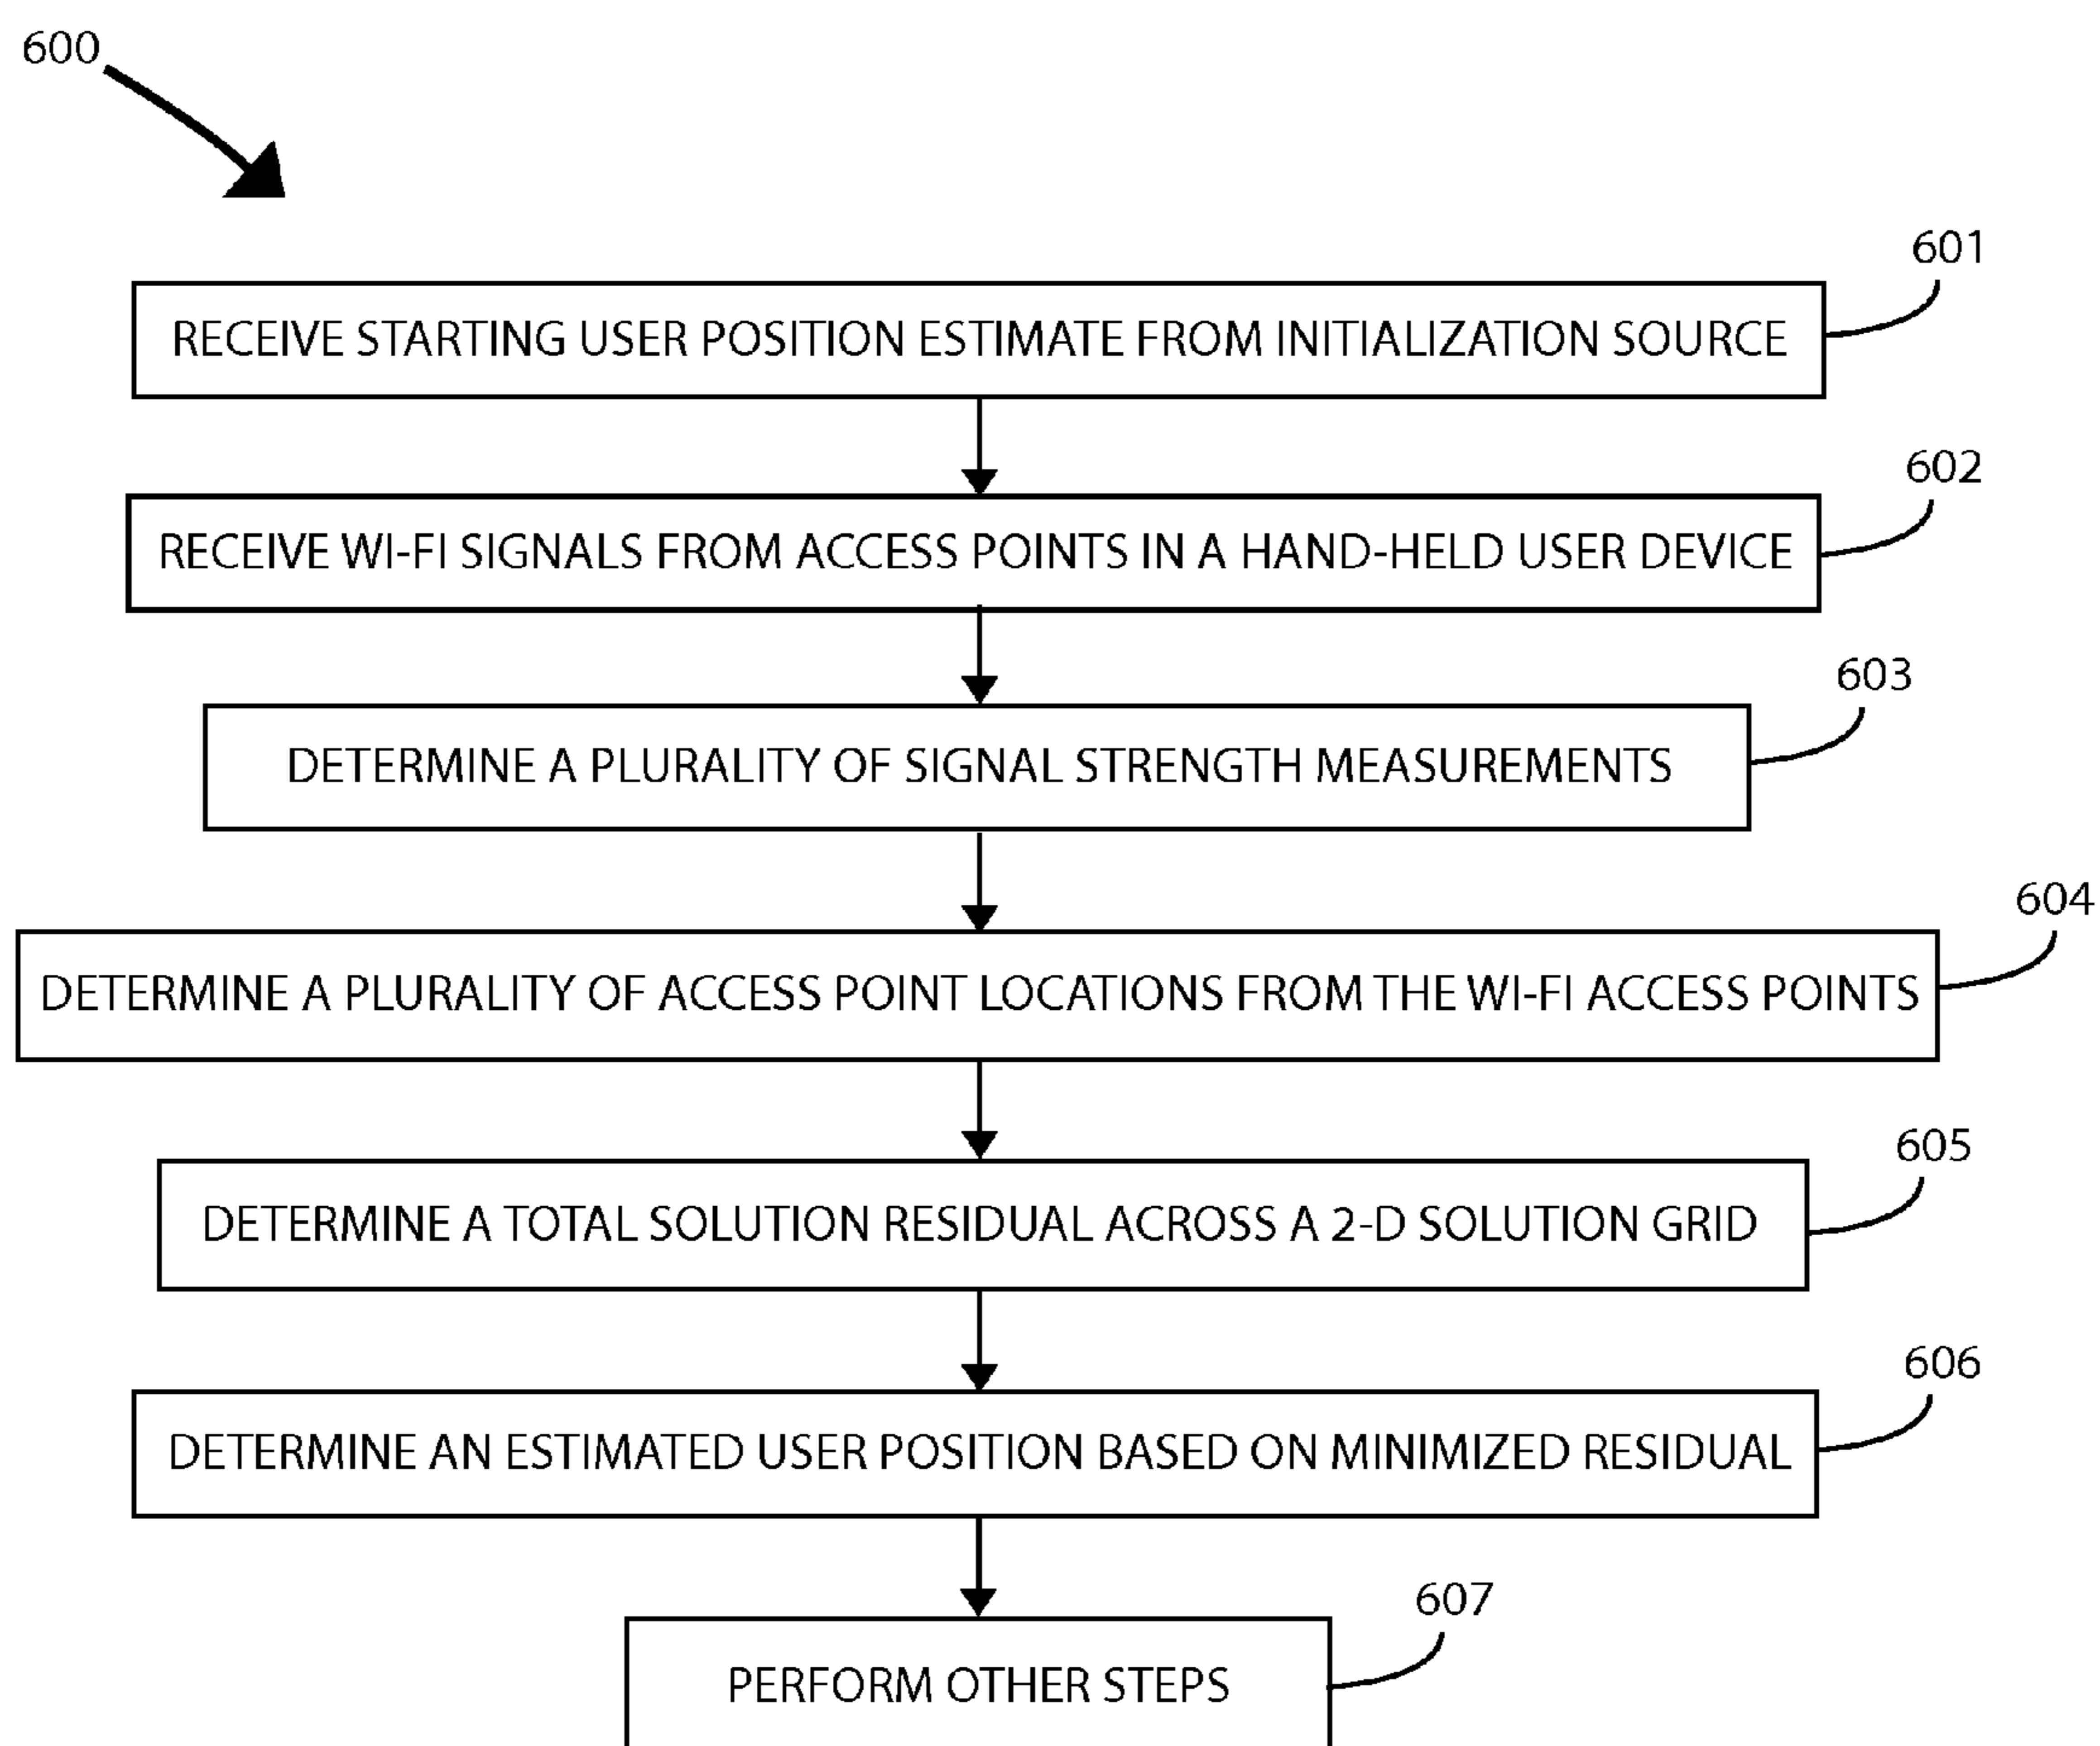 600
601
RECEIVE STARTING USER POSITION ESTIMATE FROM INITIALIZATION SOURCE
602
RECEIVE WI-FI SIGNALS FROM ACCESS POINTS IN A HAND-HELD USER DEVICE
603
DETERMINE A PLURALITY OF SIGNAL STRENGTH MEASUREMENTS
604
DETERMINE A PLURALITY OF ACCESS POINT LOCATIONS FROM THE WI-FI ACCESS POINTS
605
DETERMINE A TOTAL SOLUTION RESIDUAL ACROSS A 2-D SOLUTION GRID
606
DETERMINE AN ESTIMATED USER POSITION BASED ON MINIMIZED RESIDUAL
607
PERFORM OTHER STEPS